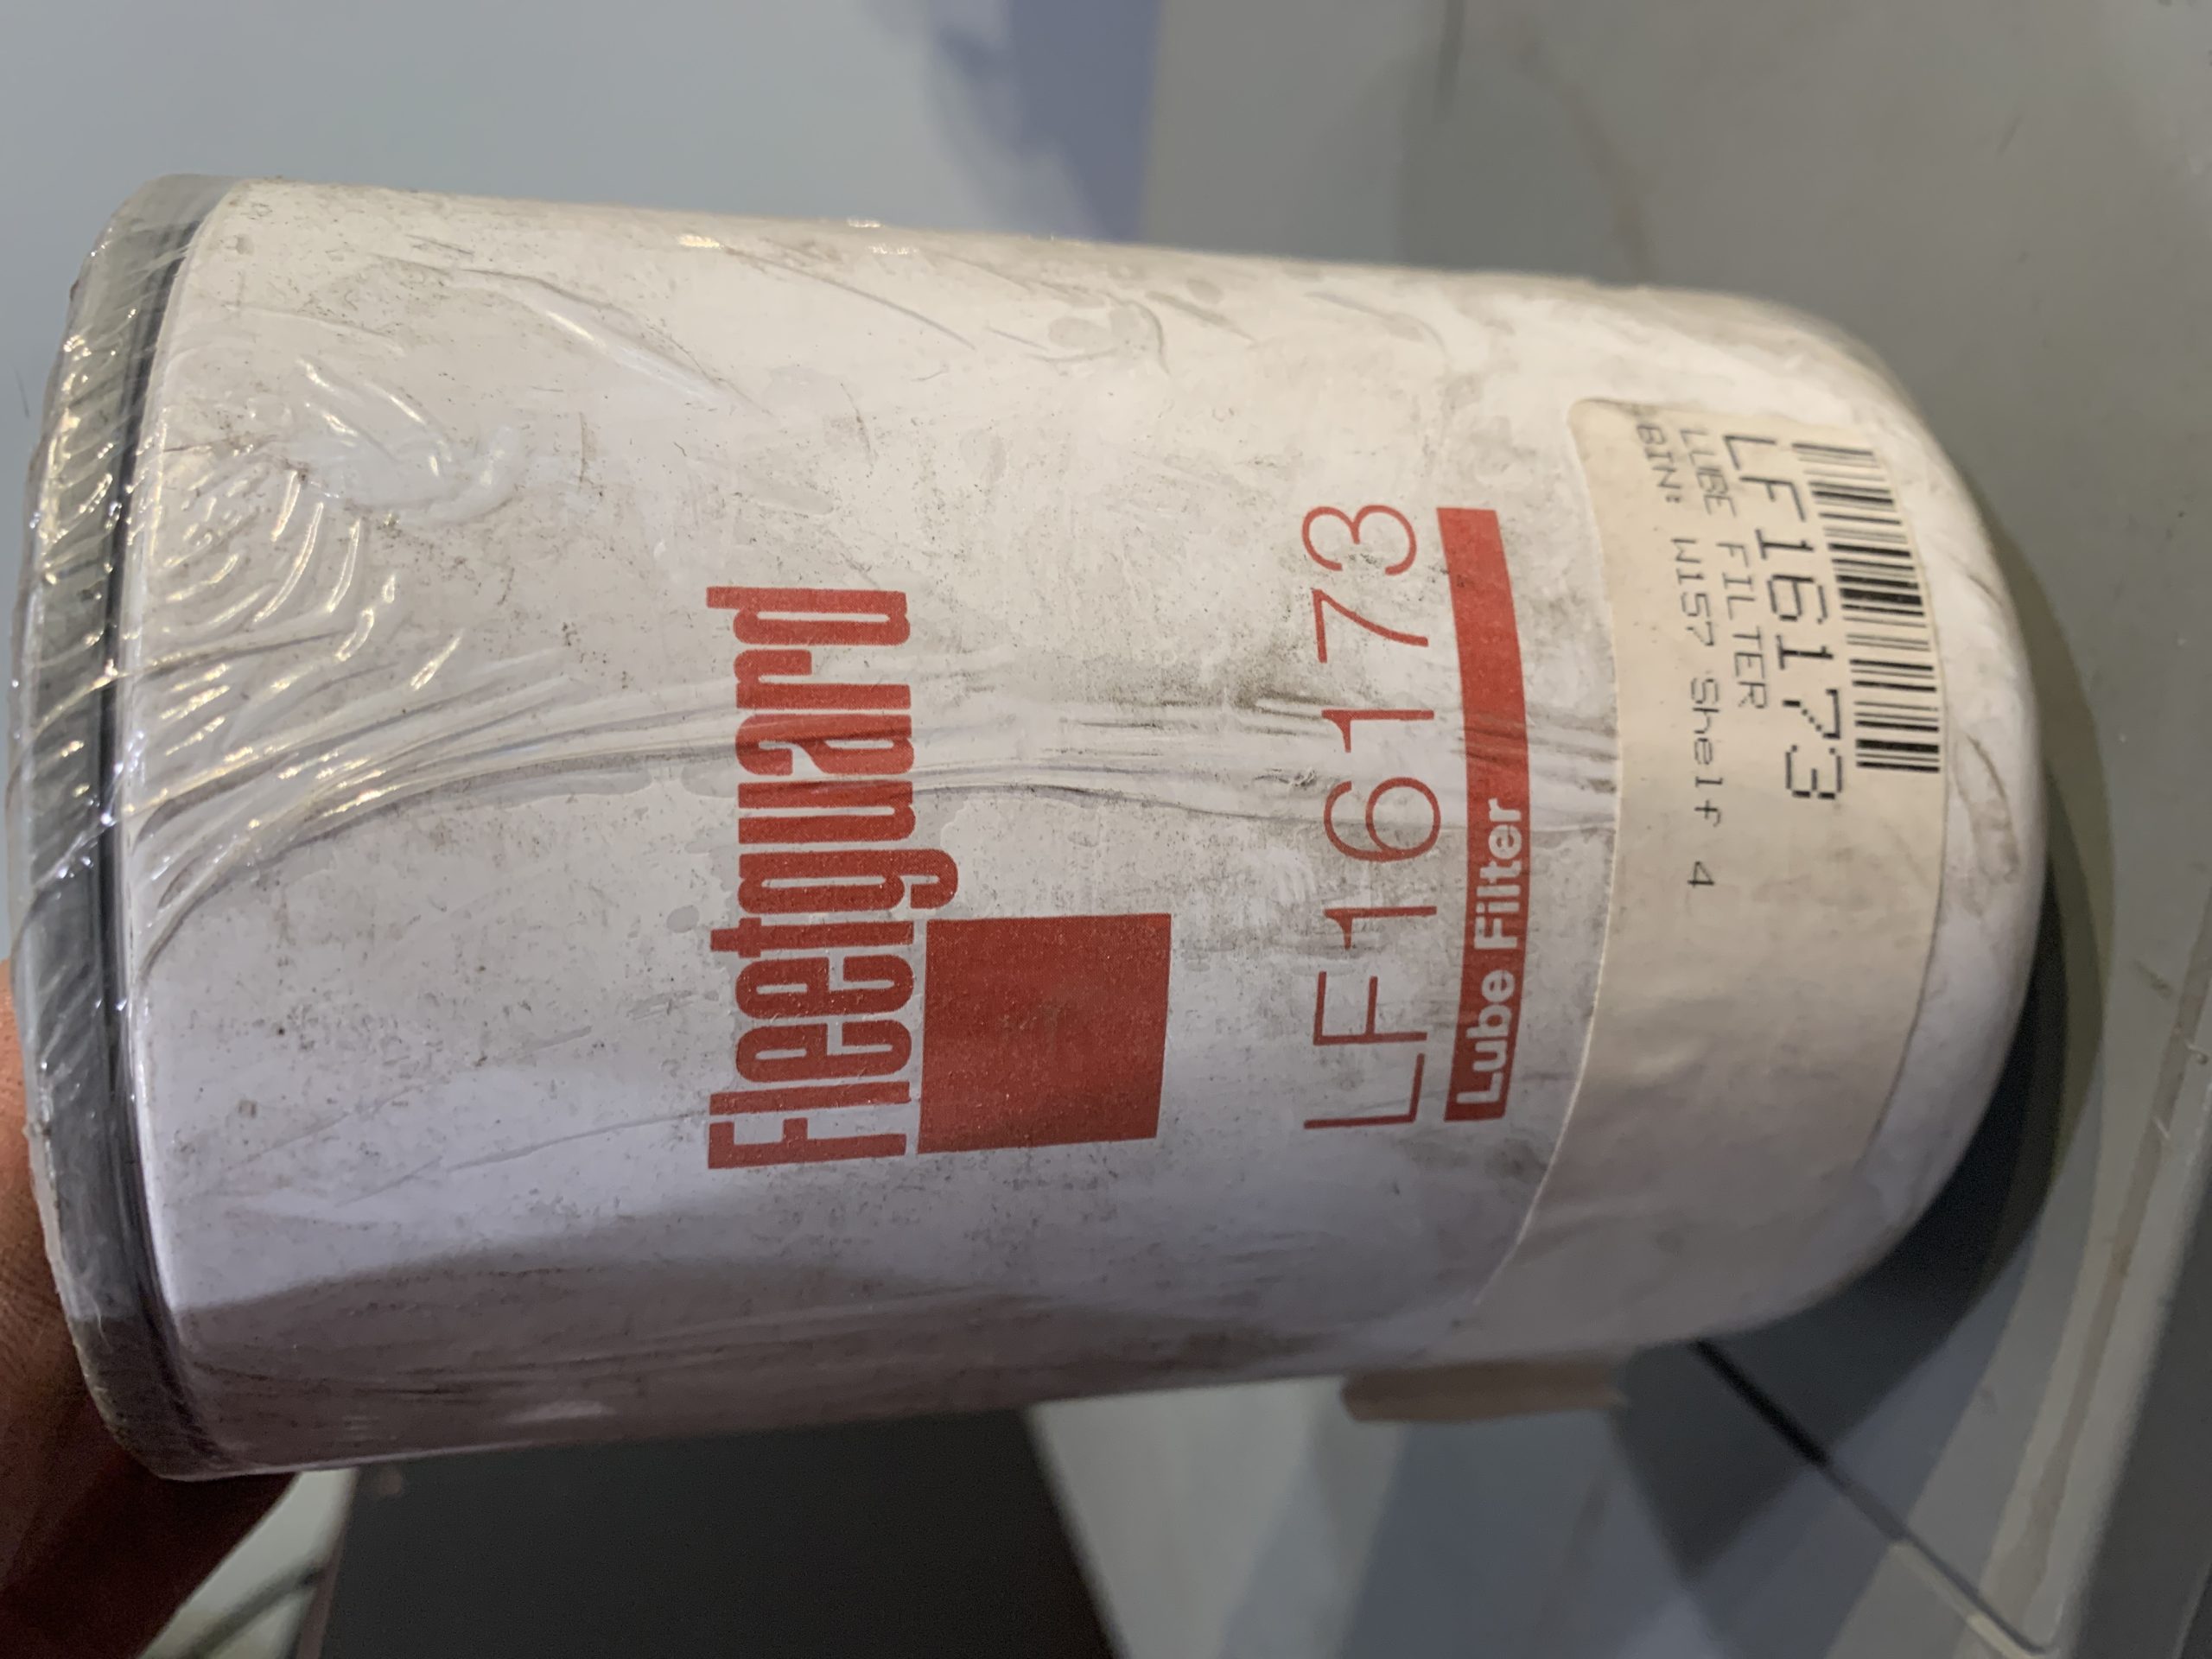 Fleetguard
LF16173
Lube Filter
LF16173
LUBE FILTER
BIN: W157 Shelf 4